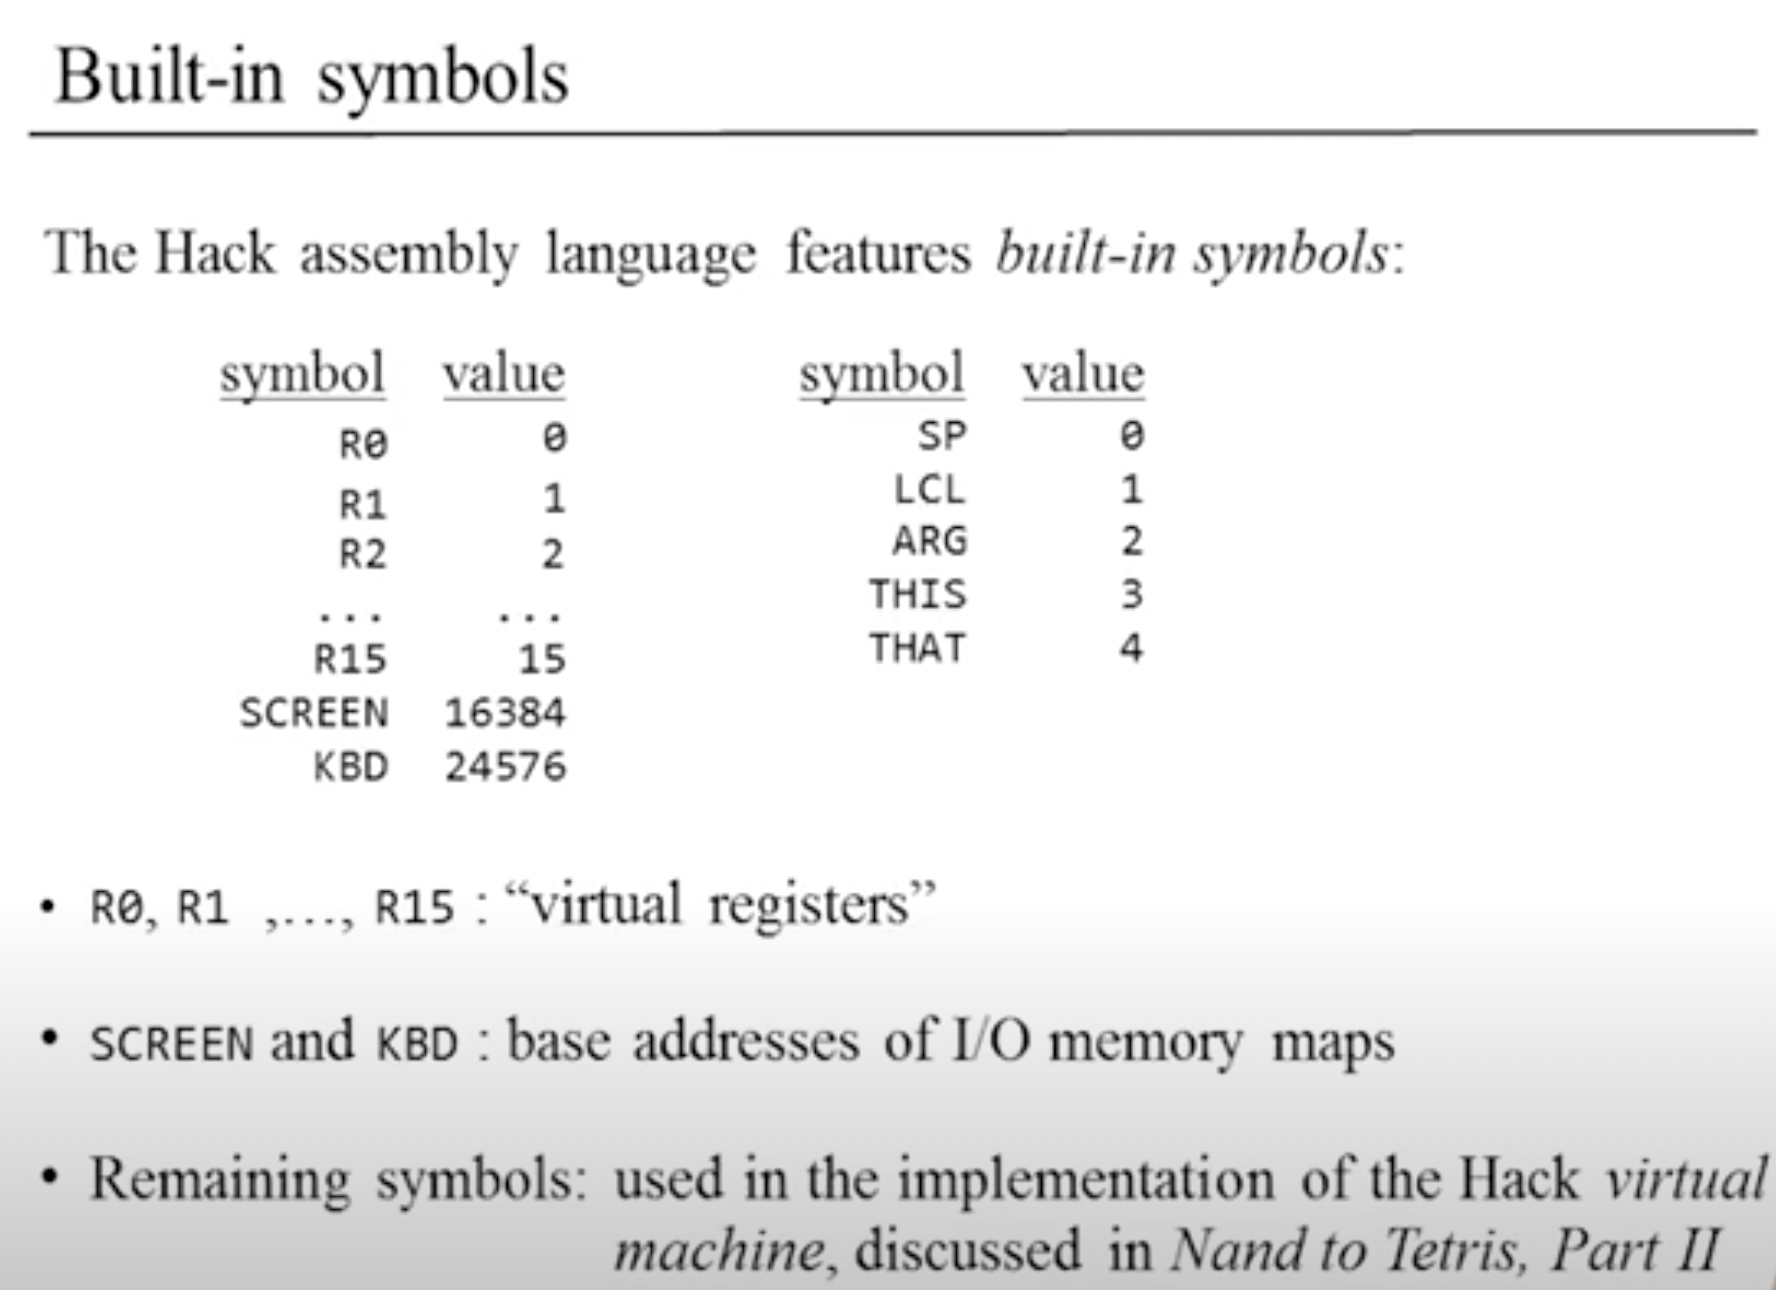 Built-in symbols
The Hack assembly language features built-in symbols:
symbol value
R0 0
R1 1
R2 2
... ...
R15 15
SCREEN 16384
KBD 24576
symbol value
SP 0
LCL 1
ARG 2
THIS 3
THAT 4
• R0, R1 ,..., R15 : “virtual registers”
• SCREEN and KBD : base addresses of I/O memory maps
• Remaining symbols: used in the implementation of the Hack virtual
machine, discussed in Nand to Tetris, Part II